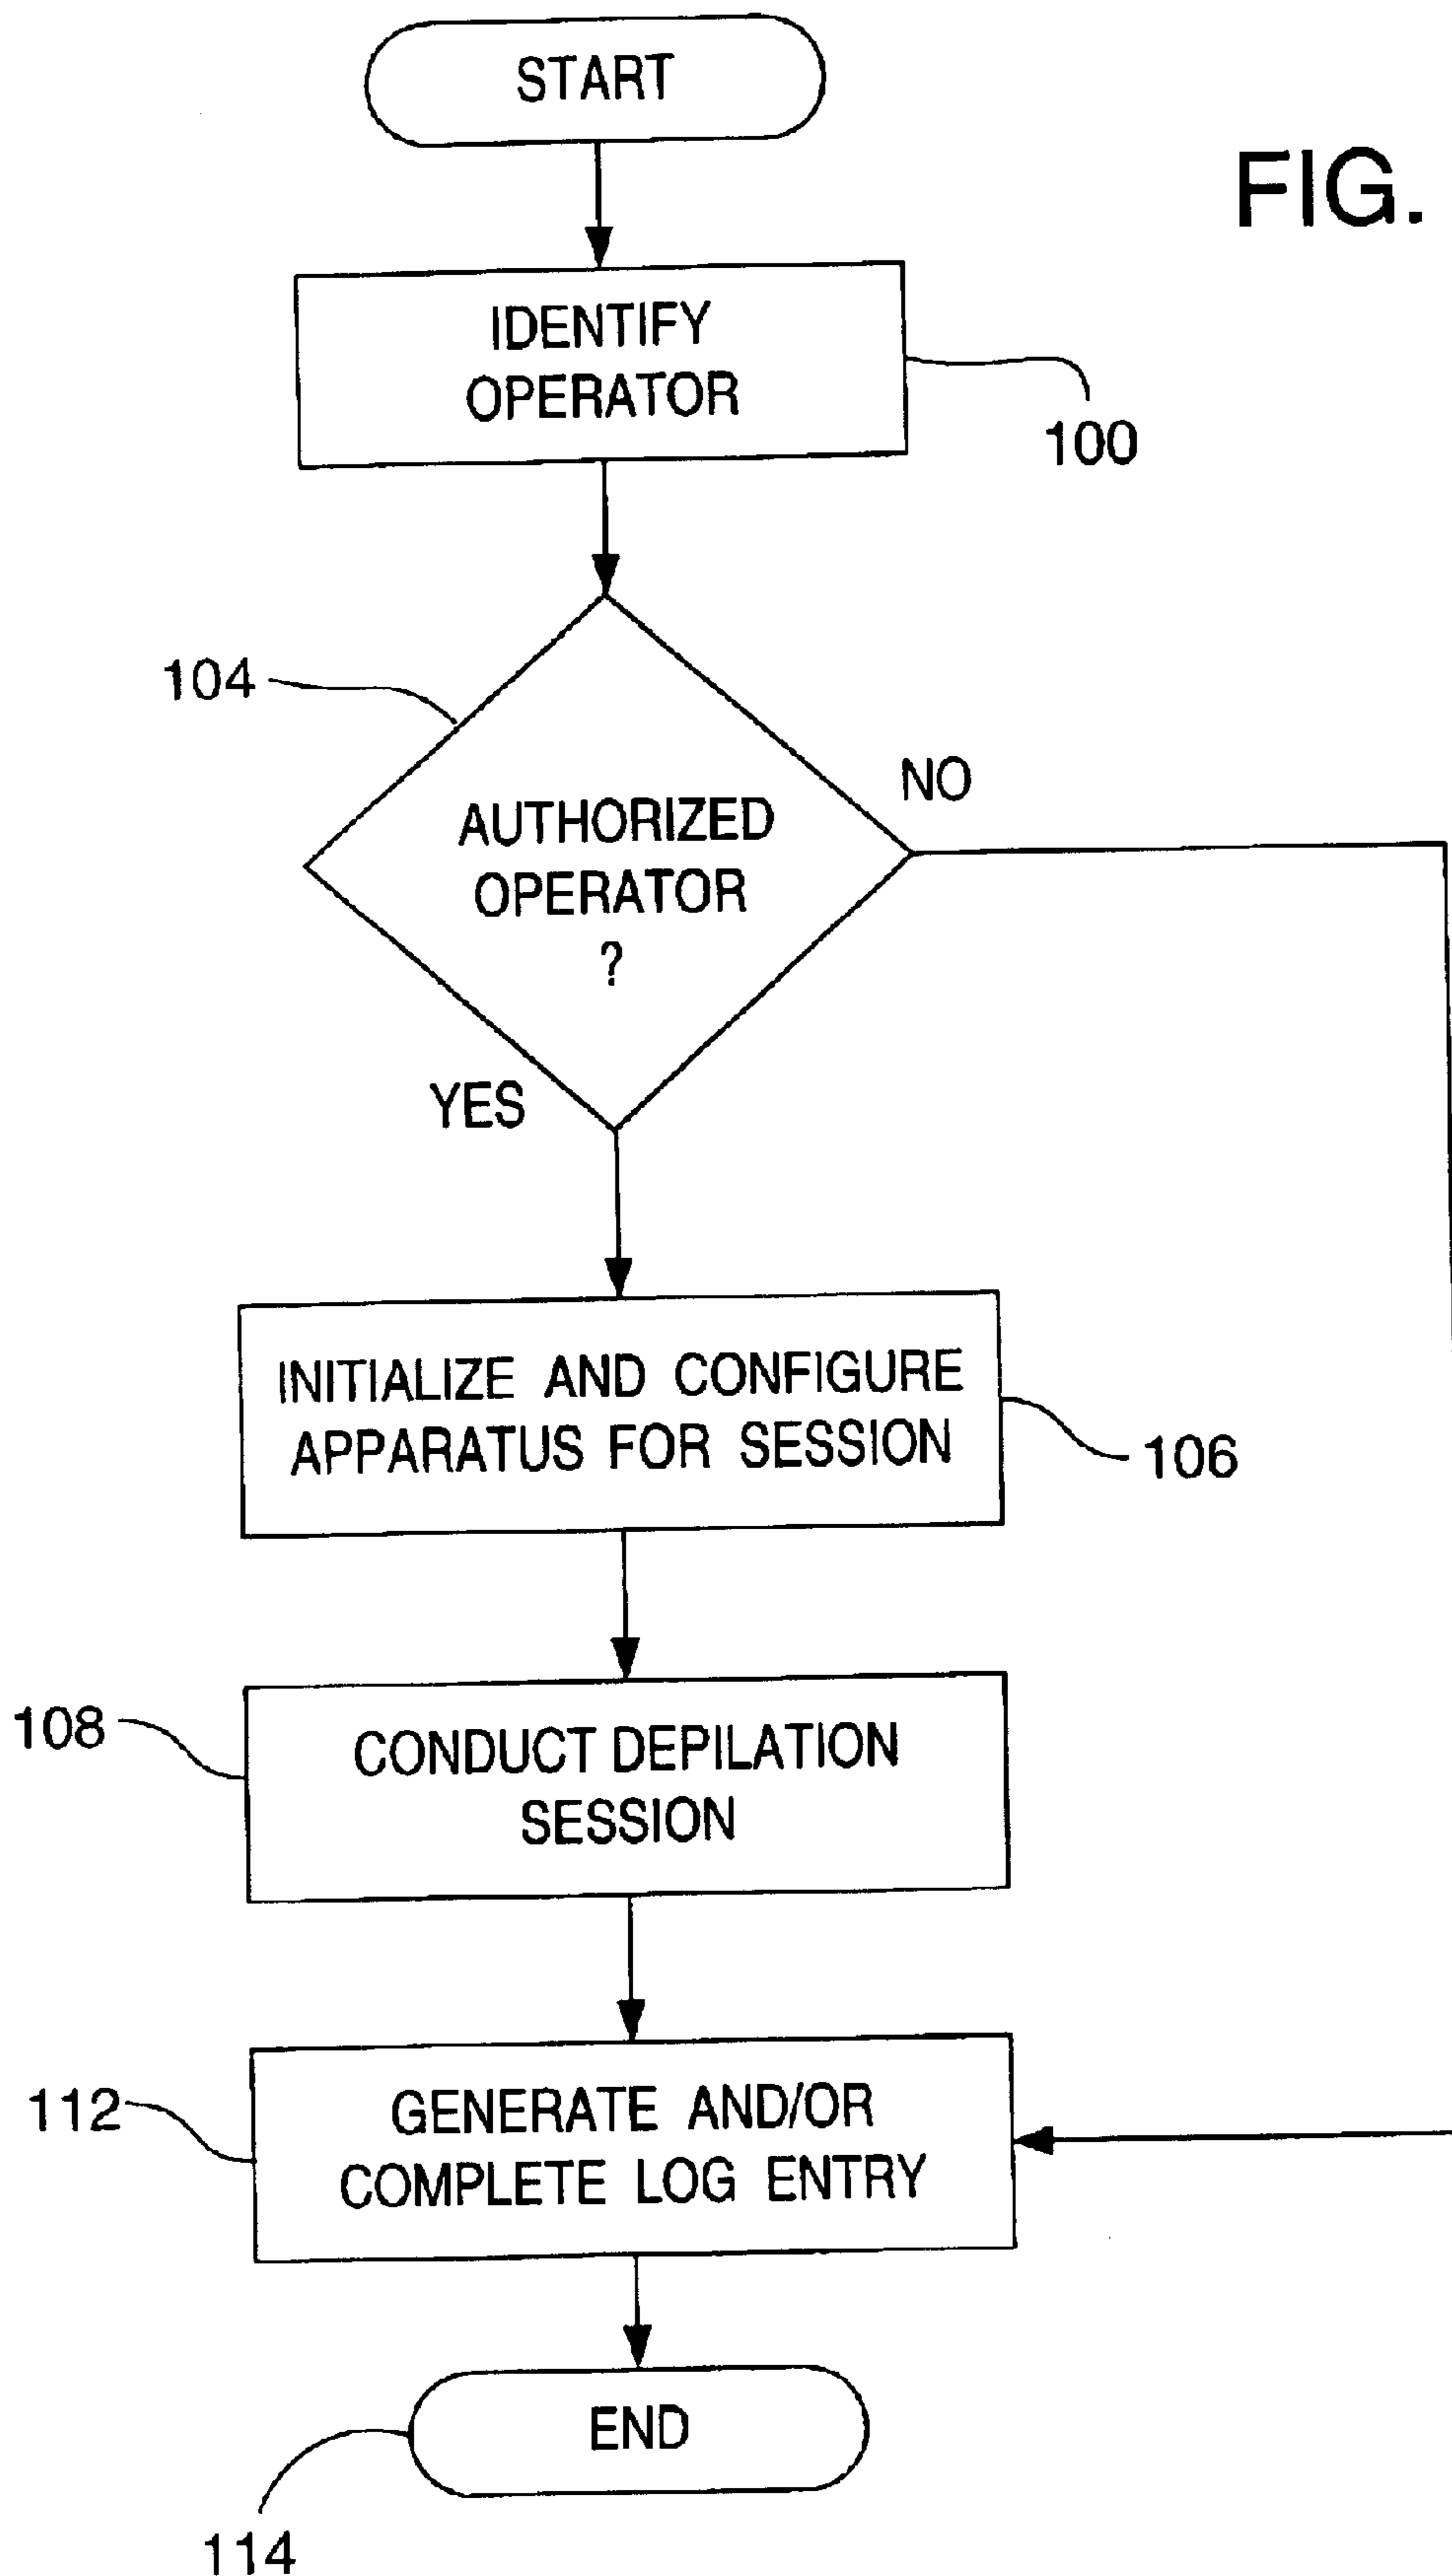 START
FIG.
IDENTIFY
OPERATOR
100
104
NO
AUTHORIZED
OPERATOR
?
YES
INITIALIZE AND CONFIGURE
APPARATUS FOR SESSION
106
108
CONDUCT DEPILATION
SESSION
112
GENERATE AND/OR
COMPLETE LOG ENTRY
END
114